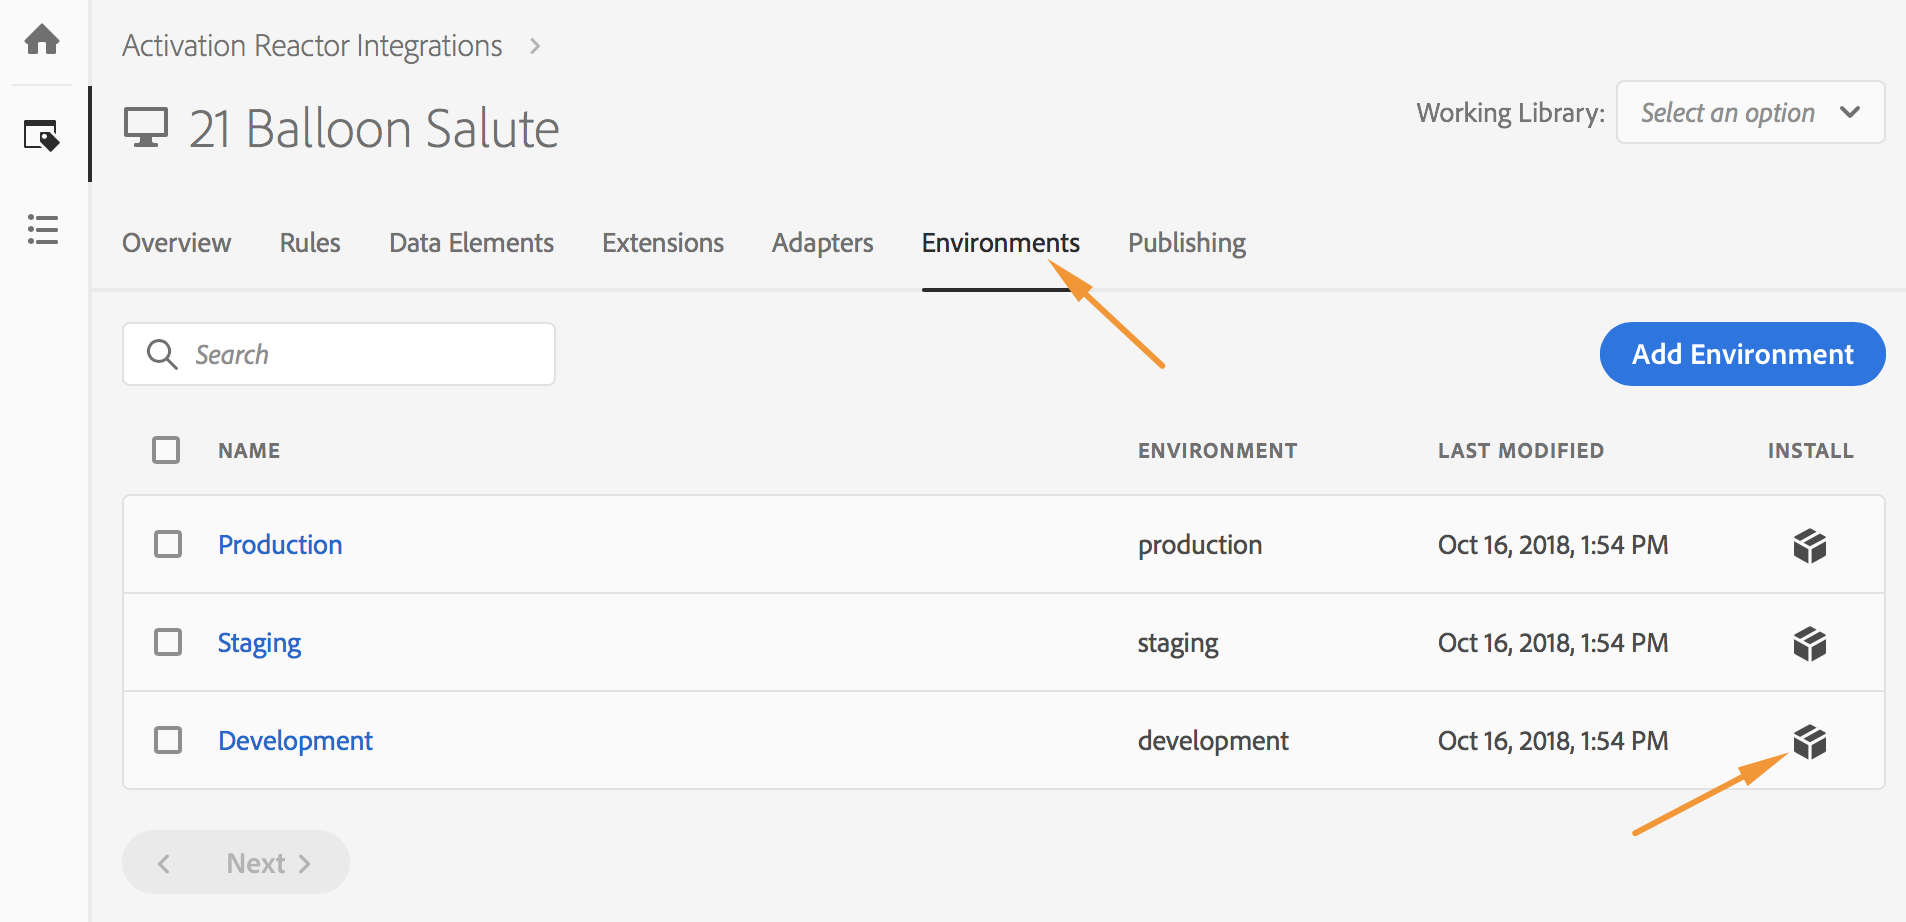 Activation Reactor Integrations
21 Balloon Salute
Working Library: Select an option
Overview Rules Data Elements Extensions Adapters Environments Publishing
Search
Add Environment
NAME ENVIRONMENT LAST MODIFIED INSTALL
Production production Oct 16, 2018, 1:54 PM
Staging staging Oct 16, 2018, 1:54 PM
Development development Oct 16, 2018, 1:54 PM
Next